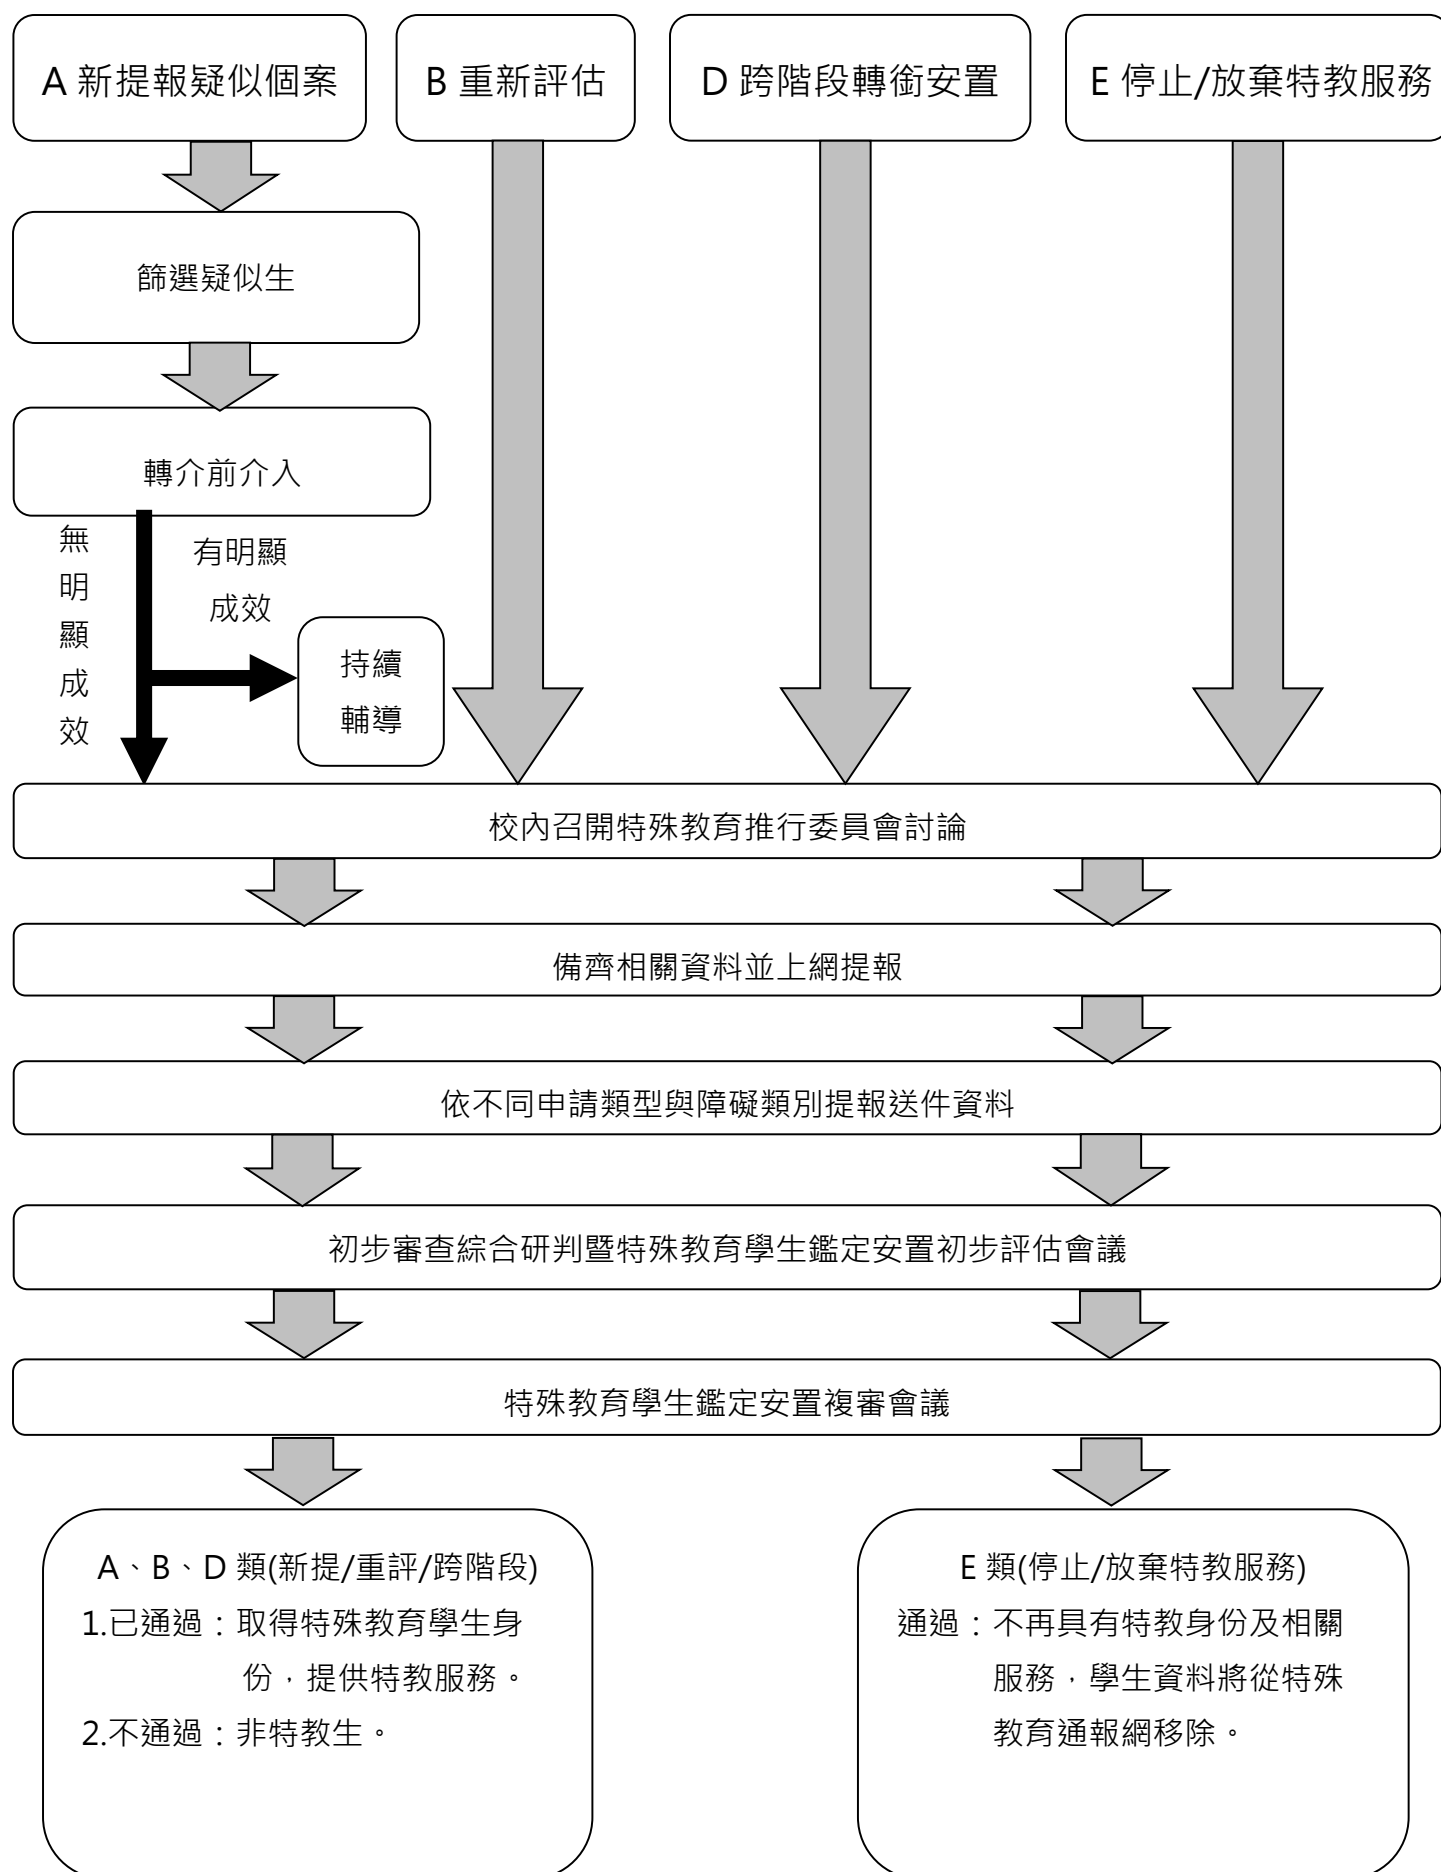 A 新提報疑似個案
B 重新評估
D 跨階段轉銜安置
E 停止/放棄特教服務
篩選疑似生
轉介前介入
無明顯成效
有明顯
成效
持續
輔導
校內召開特殊教育推行委員會討論
備齊相關資料並上網提報
依不同申請類型與障礙類別提報送件資料
初步審查綜合研判暨特殊教育學生鑑定安置初步評估會議
特殊教育學生鑑定安置複審會議
A、B、D 類(新提/重評/跨階段)
1.已通過：取得特殊教育學生身
份，提供特教服務。
2.不通過：非特教生。
E 類(停止/放棄特教服務)
通過：不再具有特教身份及相關
服務，學生資料將從特殊
教育通報網移除。